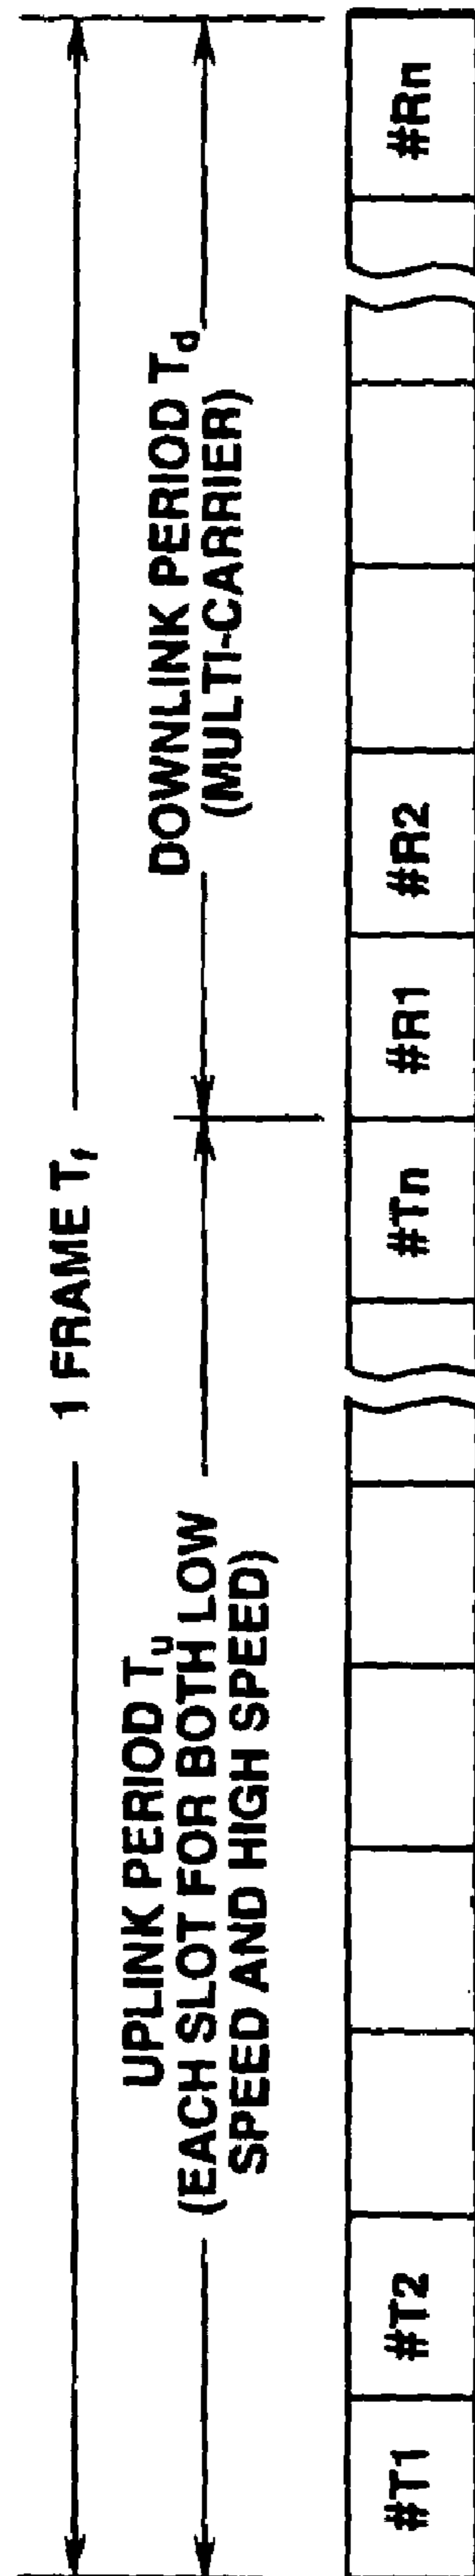 1 FRAME Tf
UPLINK PERIOD Tu
(EACH SLOT FOR BOTH LOW
SPEED AND HIGH SPEED)
DOWNLINK PERIOD Td
(MULTI-CARRIER)
#T1
#T2
#Tn
#R1
#R2
#Rn